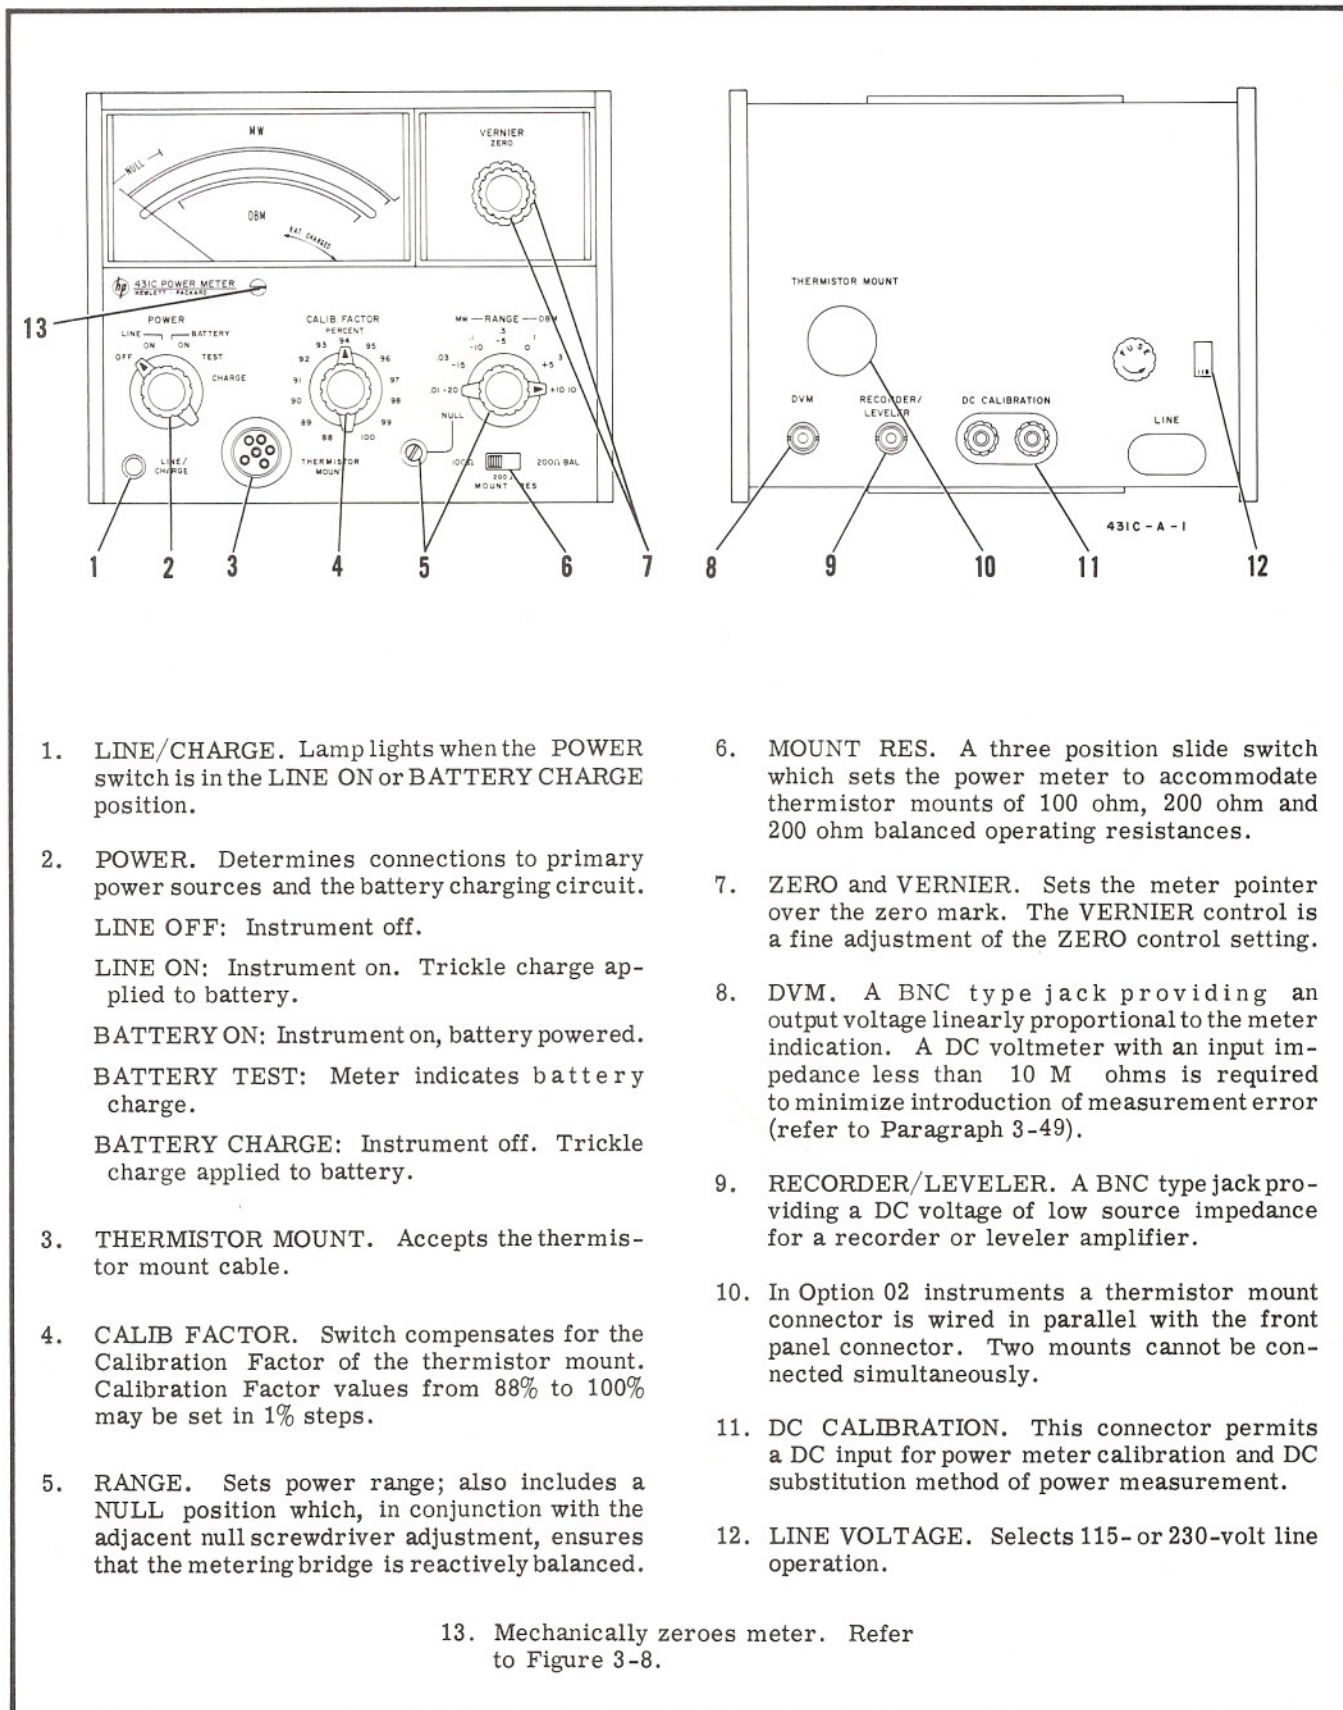 MW
NULL
DBM
BAT. CHARGED
VERNIER
ZERO
hp 431C POWER METER
HEWLETT - PACKARD
13
POWER
LINE BATTERY
ON ON
OFF TEST
CHARGE
LINE/
CHARGE
THERMISTOR
MOUNT
CALIB. FACTOR
PERCENT
88 89 90 91 92 93 94 95 96 97 98 99 100
MW — RANGE — DBM
.01 -20
.03 -15
.1 -10
.3 -5
1 0
3 +5
10 +10
NULL
100Ω 200Ω 200Ω BAL
MOUNT RES
1 2 3 4 5 6 7
THERMISTOR MOUNT
DVM
RECORDER/
LEVELER
DC CALIBRATION
FUSE
115
LINE
431C-A-1
8 9 10 11 12
1. LINE/CHARGE. Lamp lights when the POWER
switch is in the LINE ON or BATTERY CHARGE
position.
2. POWER. Determines connections to primary
power sources and the battery charging circuit.
LINE OFF: Instrument off.
LINE ON: Instrument on. Trickle charge ap-
plied to battery.
BATTERY ON: Instrument on, battery powered.
BATTERY TEST: Meter indicates battery
charge.
BATTERY CHARGE: Instrument off. Trickle
charge applied to battery.
3. THERMISTOR MOUNT. Accepts the thermis-
tor mount cable.
4. CALIB FACTOR. Switch compensates for the
Calibration Factor of the thermistor mount.
Calibration Factor values from 88% to 100%
may be set in 1% steps.
5. RANGE. Sets power range; also includes a
NULL position which, in conjunction with the
adjacent null screwdriver adjustment, ensures
that the metering bridge is reactively balanced.
6. MOUNT RES. A three position slide switch
which sets the power meter to accommodate
thermistor mounts of 100 ohm, 200 ohm and
200 ohm balanced operating resistances.
7. ZERO and VERNIER. Sets the meter pointer
over the zero mark. The VERNIER control is
a fine adjustment of the ZERO control setting.
8. DVM. A BNC type jack providing an
output voltage linearly proportional to the meter
indication. A DC voltmeter with an input im-
pedance less than 10 M ohms is required
to minimize introduction of measurement error
(refer to Paragraph 3-49).
9. RECORDER/LEVELER. A BNC type jack pro-
viding a DC voltage of low source impedance
for a recorder or leveler amplifier.
10. In Option 02 instruments a thermistor mount
connector is wired in parallel with the front
panel connector. Two mounts cannot be con-
nected simultaneously.
11. DC CALIBRATION. This connector permits
a DC input for power meter calibration and DC
substitution method of power measurement.
12. LINE VOLTAGE. Selects 115- or 230-volt line
operation.
13. Mechanically zeroes meter. Refer
to Figure 3-8.